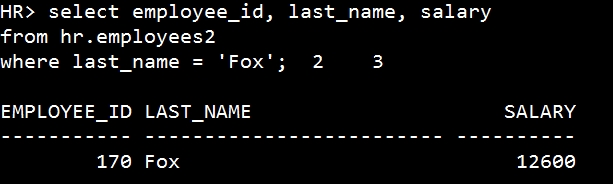 HR> select employee_id, last_name, salary
from hr.employees2
where last_name = 'Fox';  2    3
EMPLOYEE_ID LAST_NAME                     SALARY
----------- ------------------------- ----------
        170 Fox                            12600